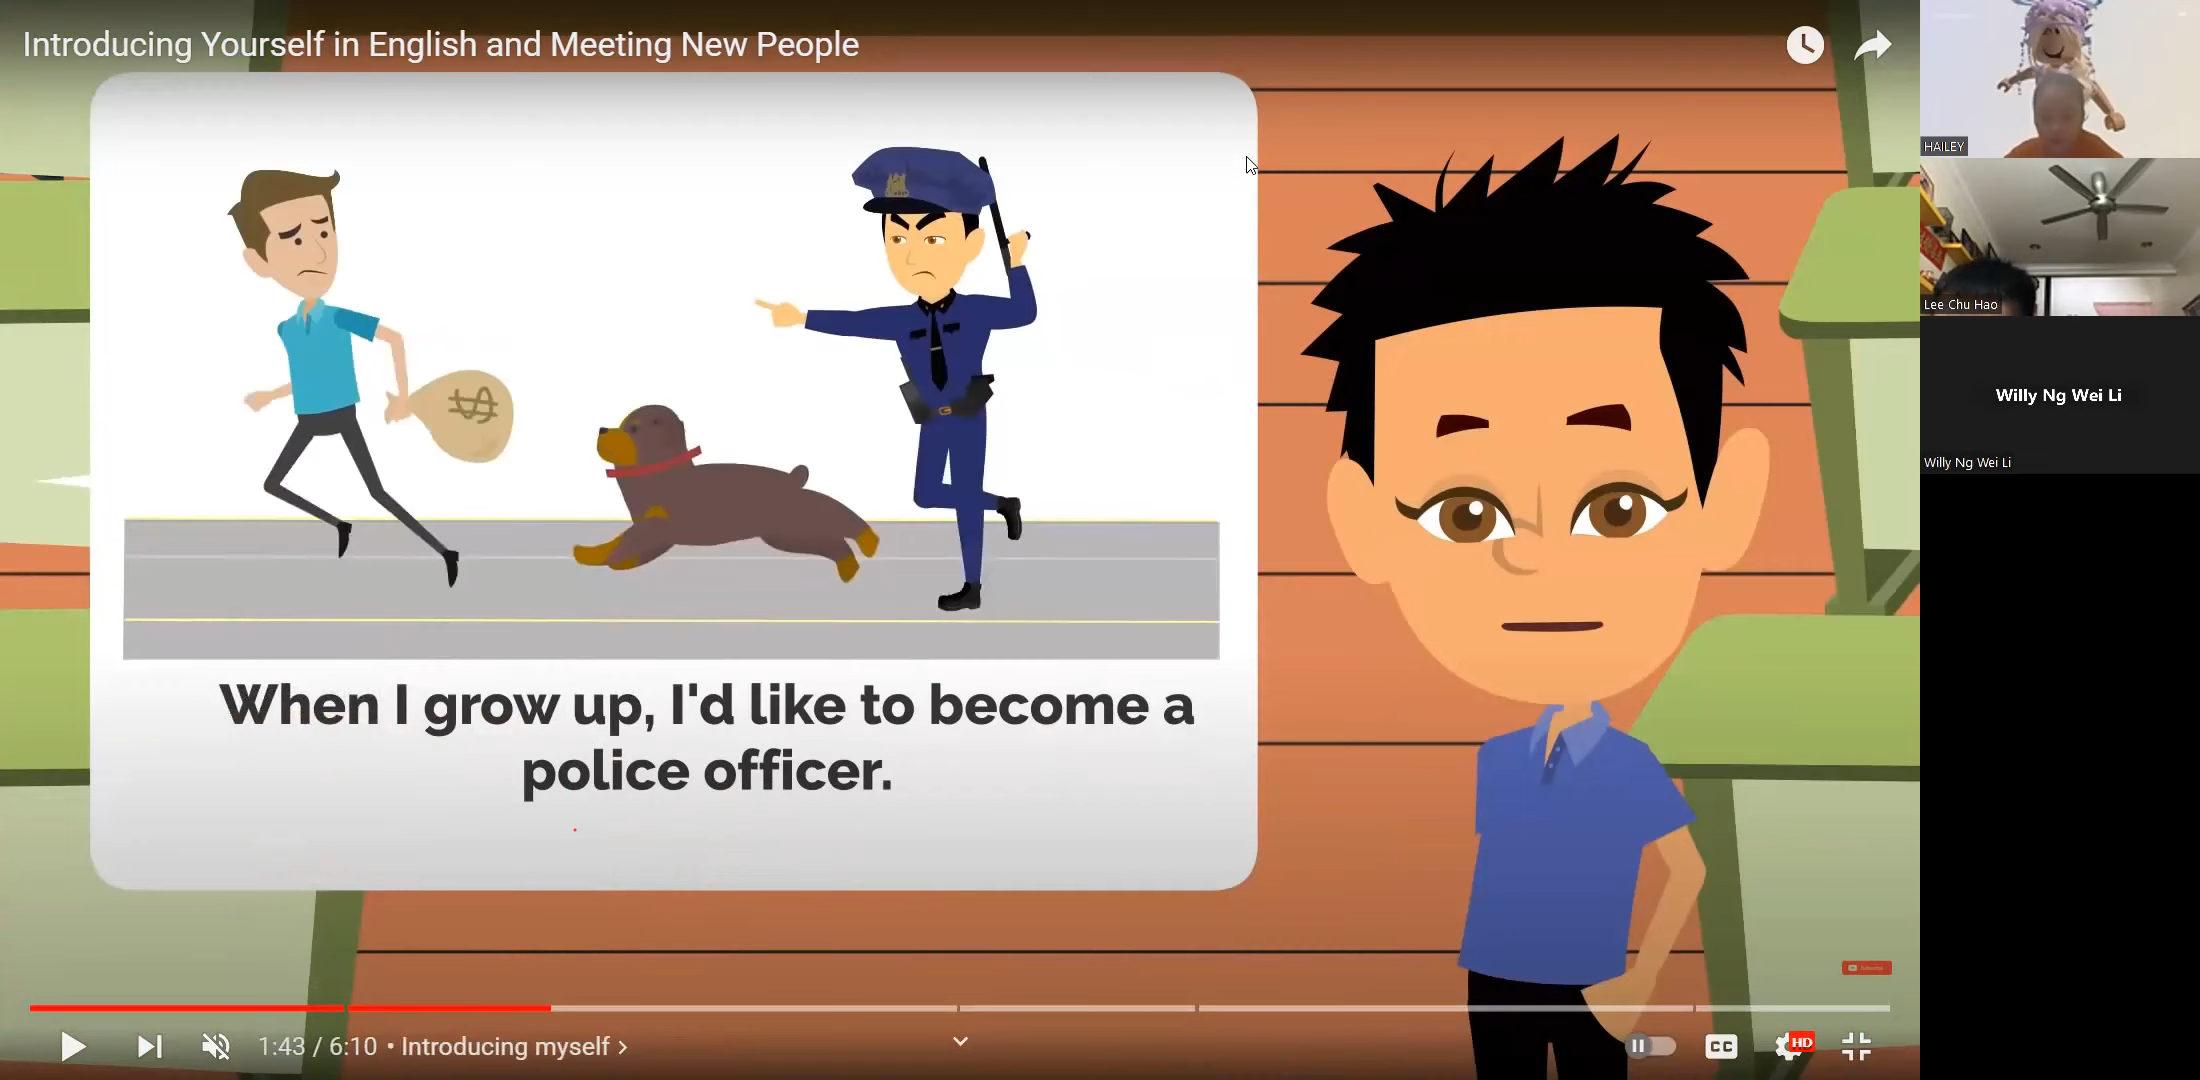 Introducing Yourself in English and Meeting New People
HAILEY
Lee Chu Hao
Willy Ng Wei Li
Willy Ng Wei Li
$
When I grow up, I'd like to become a
police officer.
1:43 / 6:10 • Introducing myself >
CC
HD